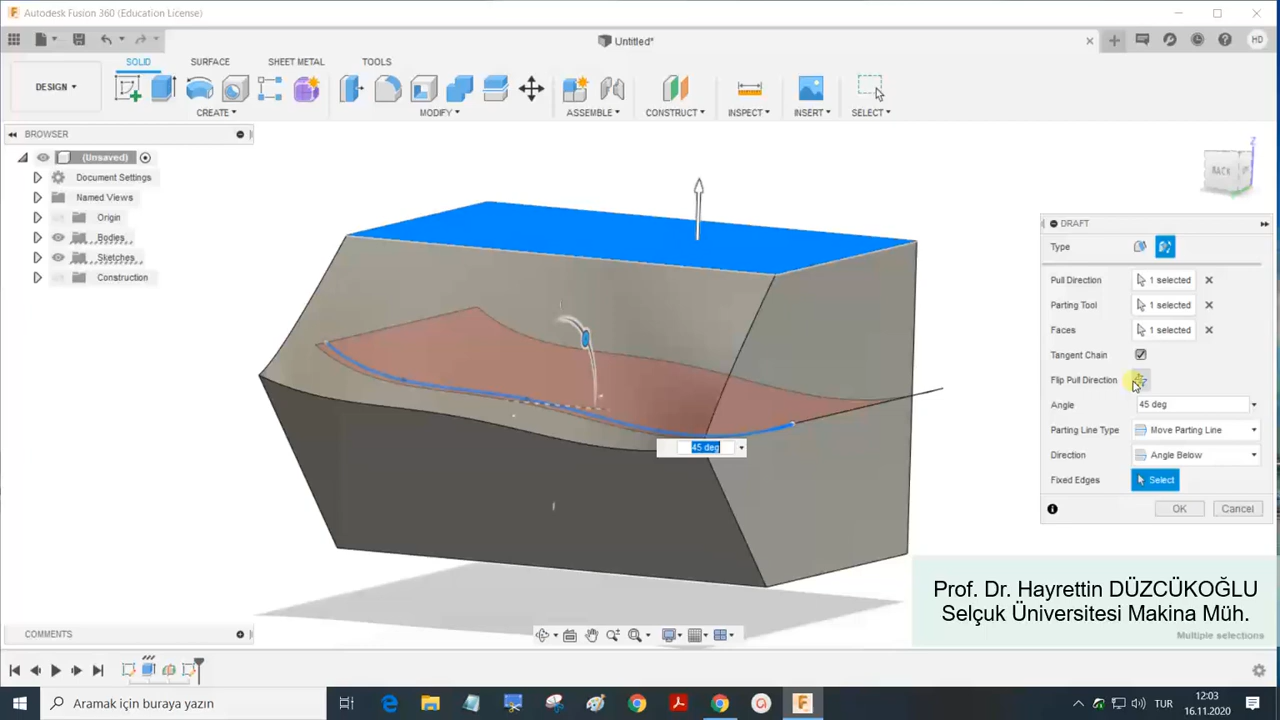 Autodesk Fusion 360 (Education License)
Untitled*
HD
SOLID SURFACE SHEET METAL TOOLS
DESIGN
CREATE MODIFY ASSEMBLE CONSTRUCT INSPECT INSERT SELECT
BROWSER
(Unsaved)
Document Settings
Named Views
Origin
Bodies
Sketches
Construction
BACK
Z
DRAFT
Type
Pull Direction 1 selected
Parting Tool 1 selected
Faces 1 selected
Tangent Chain
Flip Pull Direction
Angle 45 deg
Parting Line Type Move Parting Line
Direction Angle Below
Fixed Edges Select
OK Cancel
45 deg
Prof. Dr. Hayrettin DÜZCÜKOĞLU
Selçuk Üniversitesi Makina Müh.
Multiple selections
COMMENTS
Aramak için buraya yazın
TUR
12:03
16.11.2020